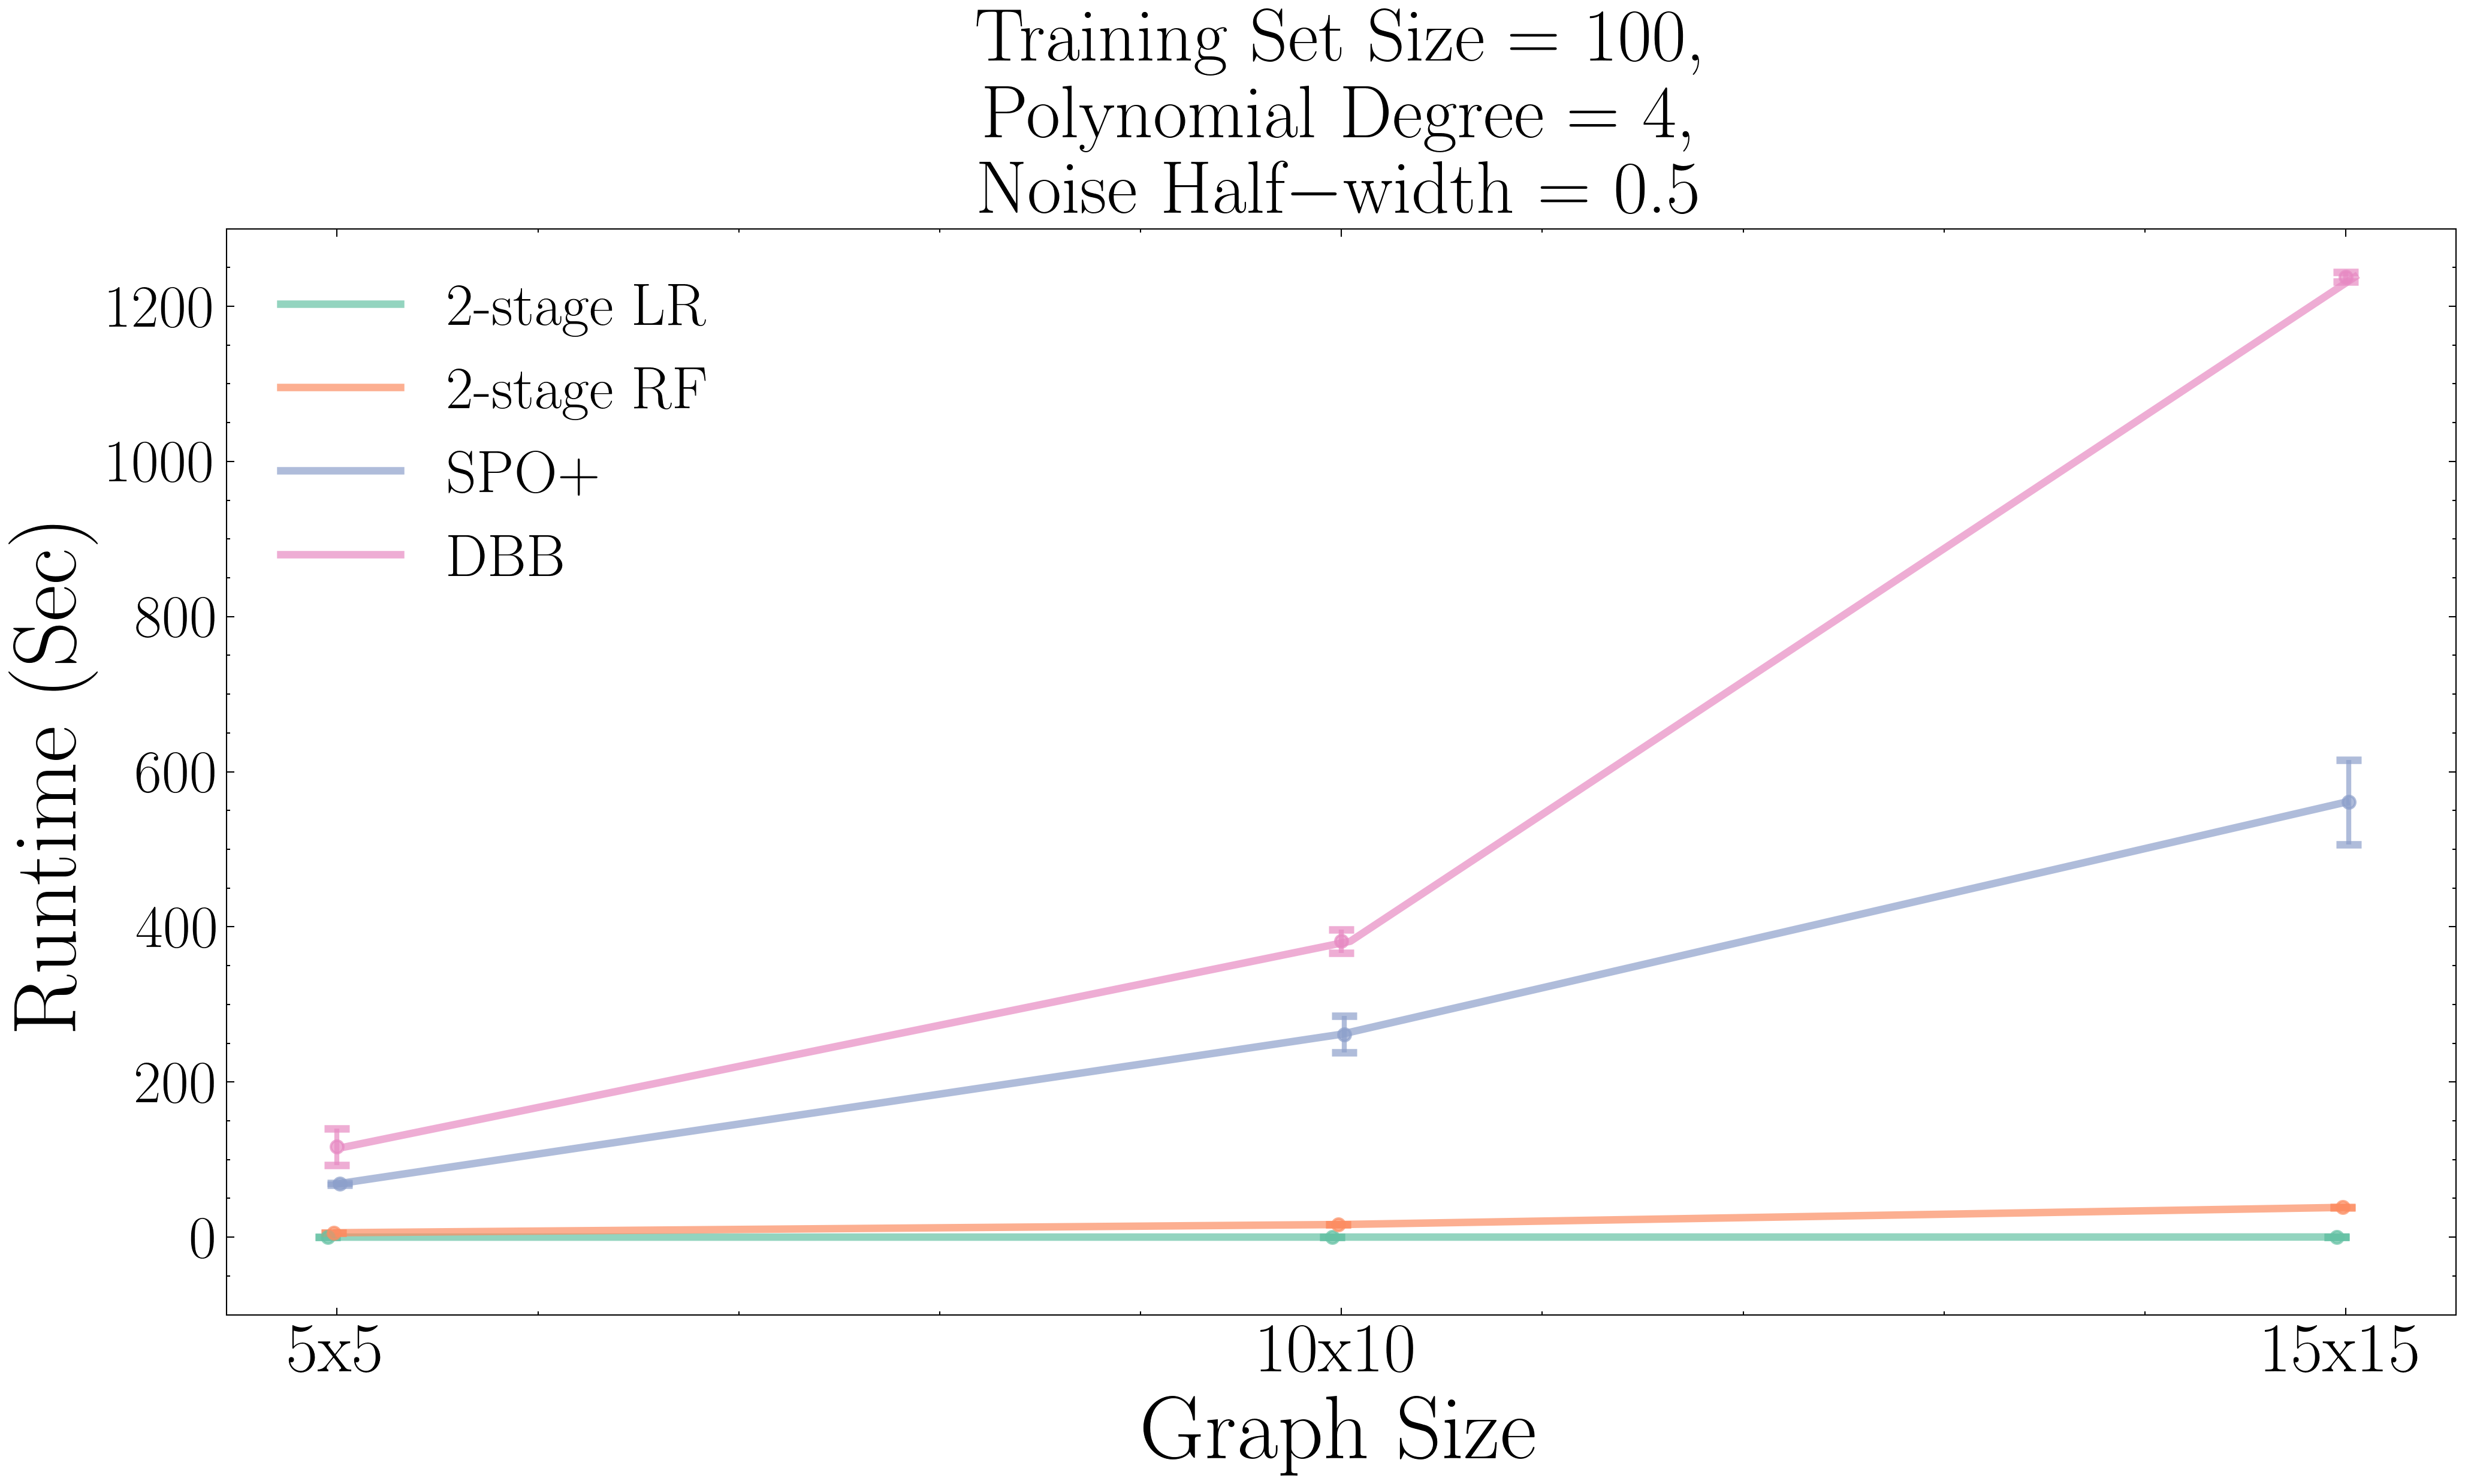 Training Set Size = 100,
Polynomial Degree = 4,
Noise Half−width = 0.5
2-stage LR
2-stage RF
SPO+
DBB
Runtime (Sec)
1200
1000
800
600
400
200
0
5x5
10x10
15x15
Graph Size